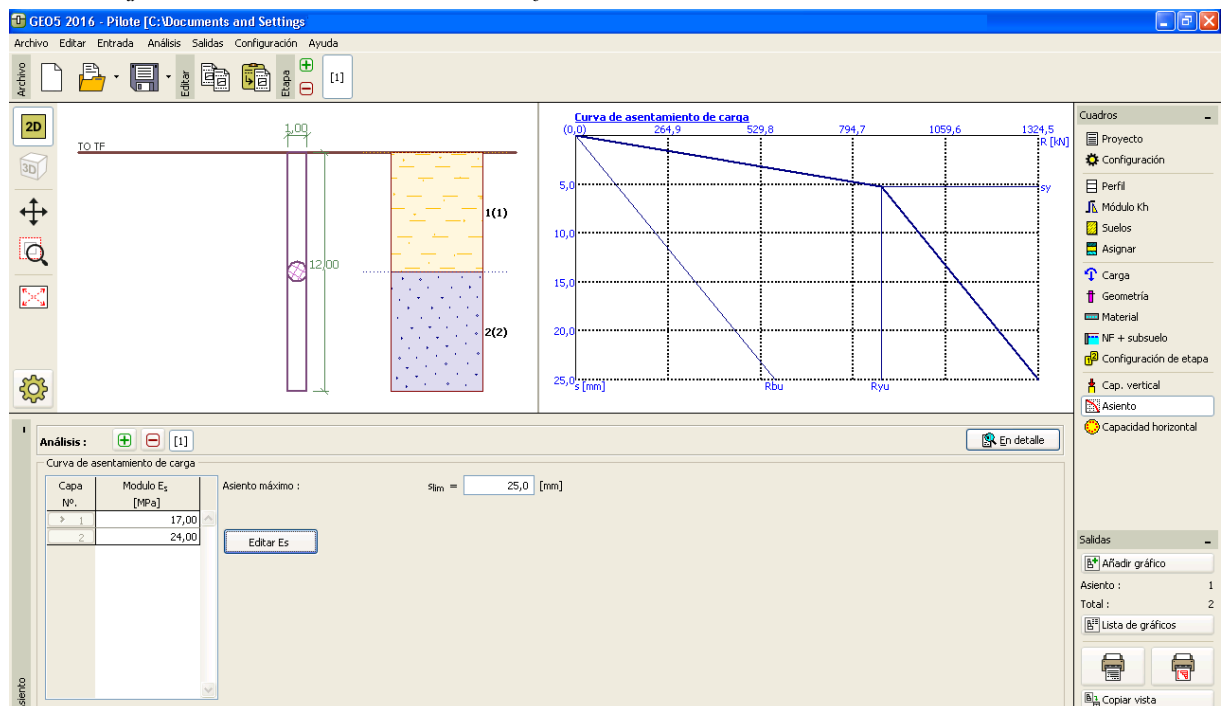 GEO5 2016 - Pilote [C:\Documents and Settings
Archivo Editar Entrada Análisis Salidas Configuración Ayuda
Archivo
Editar
Etapa
[1]
2D
3D
TO TF
1,00
12,00
1(1)
2(2)
Curva de asentamiento de carga
(0,0) 264,9 529,8 794,7 1059,6 1324,5
R [kN]
5,0
sy
10,0
15,0
20,0
25,0
s [mm] Rbu Ryu
Cuadros
Proyecto
Configuración
Perfil
Módulo Kh
Suelos
Asignar
Carga
Geometría
Material
NF + subsuelo
Configuración de etapa
Cap. vertical
Asiento
Capacidad horizontal
Análisis : [1] En detalle
Curva de asentamiento de carga
Capa Modulo Es
Nº. [MPa]
> 1 17,00
2 24,00
Asiento máximo : slim = 25,0 [mm]
Editar Es
Salidas
Añadir gráfico
Asiento : 1
Total : 2
Lista de gráficos
Copiar vista